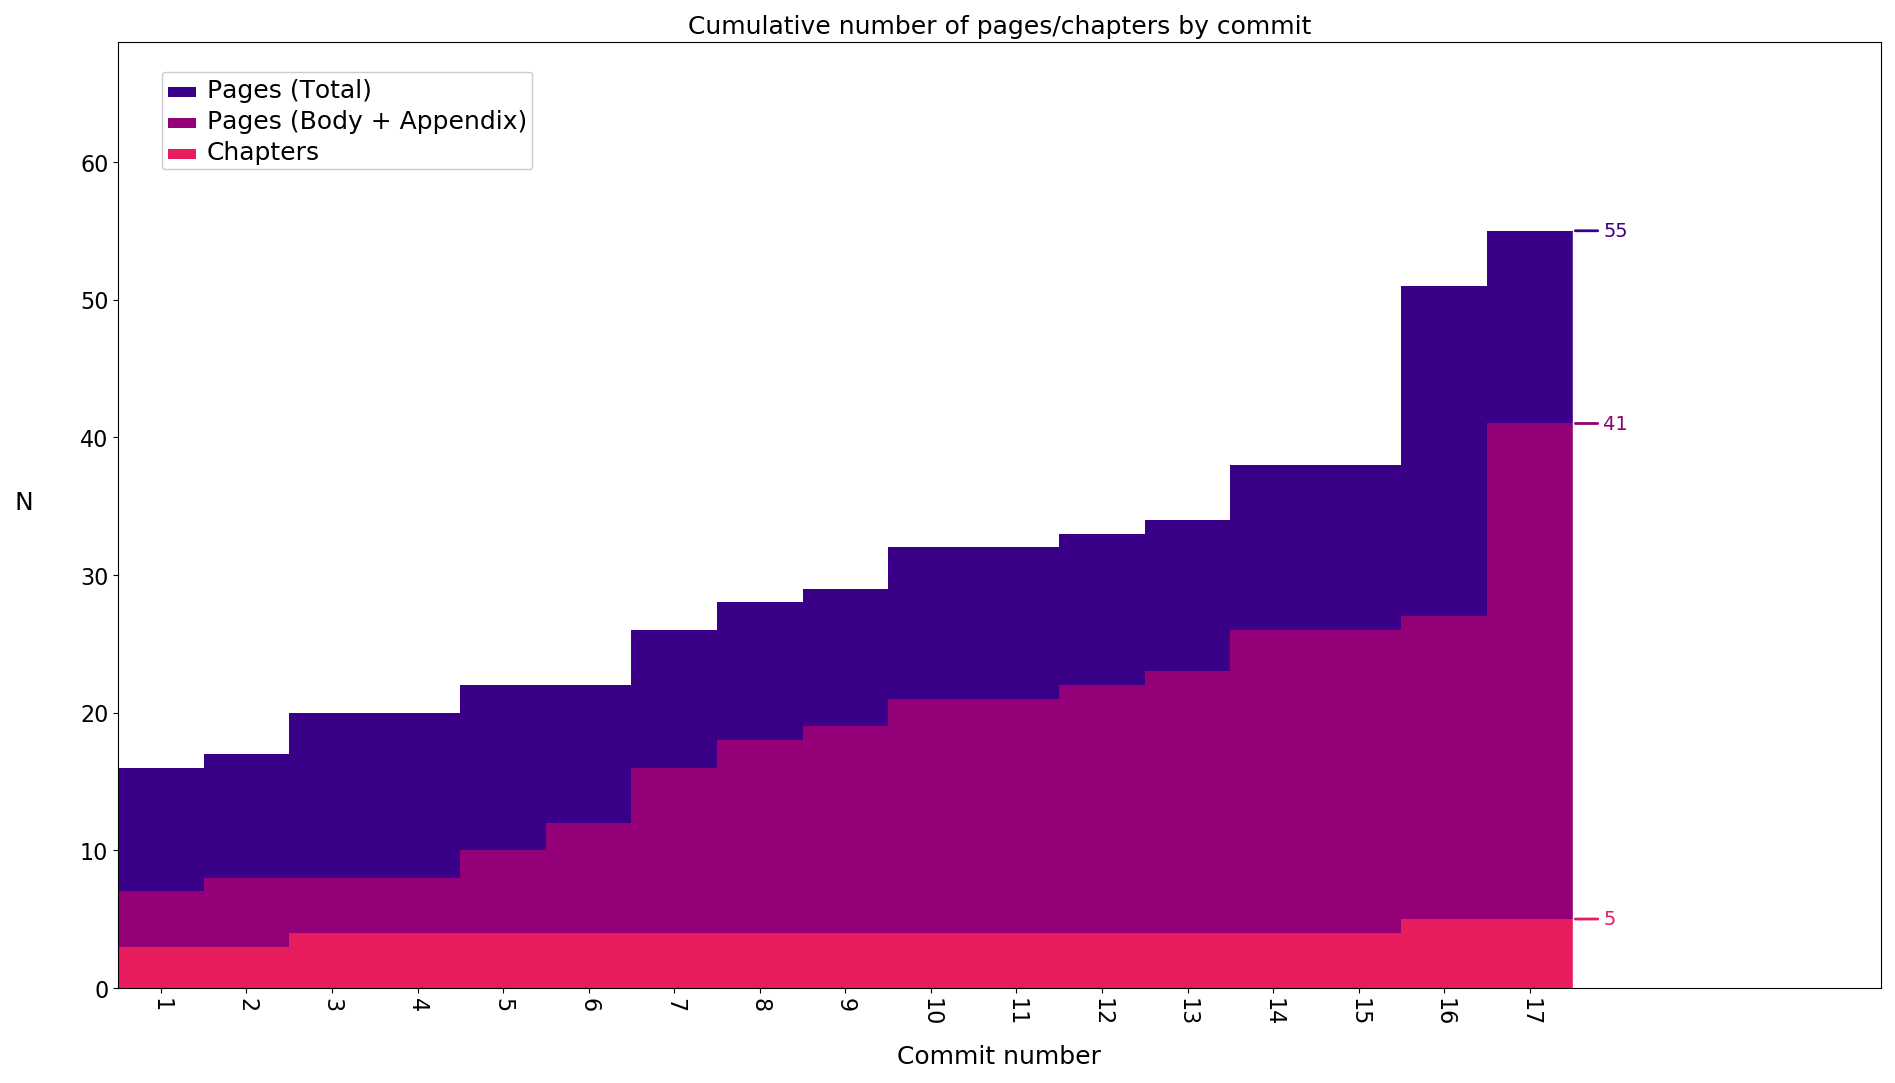 Cumulative number of pages/chapters by commit
Pages (Total)
Pages (Body + Appendix)
Chapters
60
50
40
30
20
10
0
N
55
41
5
1 2 3 4 5 6 7 8 9 10 11 12 13 14 15 16 17
Commit number